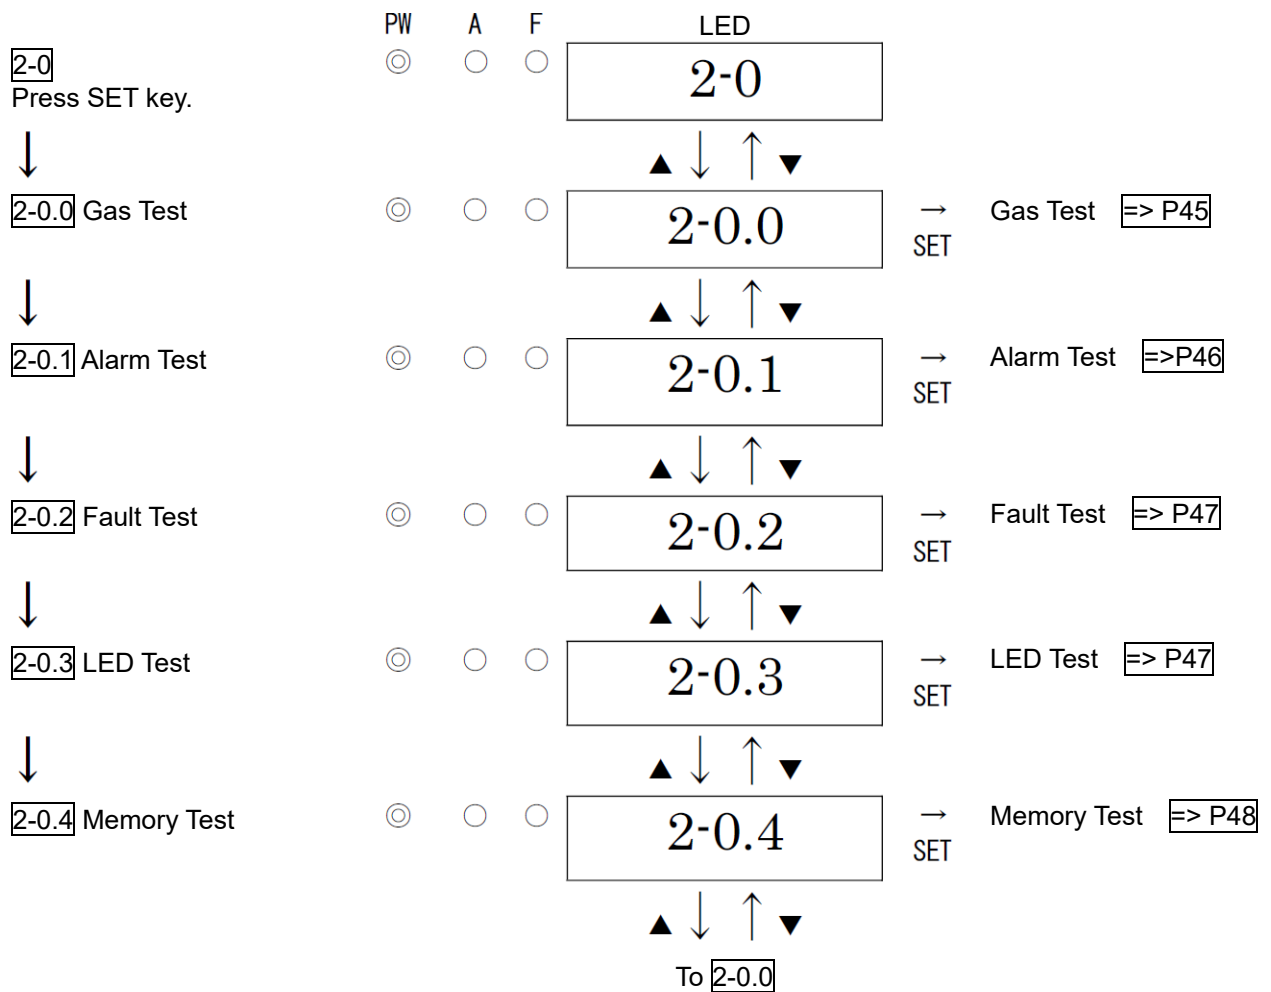 PW A F LED
2-0 ◎ ○ ○ 2-0
Press SET key.
↓ ▲ ↓ ↑ ▼
2-0.0 Gas Test ◎ ○ ○ 2-0.0 → Gas Test => P45
SET
↓ ▲ ↓ ↑ ▼
2-0.1 Alarm Test ◎ ○ ○ 2-0.1 → Alarm Test =>P46
SET
↓ ▲ ↓ ↑ ▼
2-0.2 Fault Test ◎ ○ ○ 2-0.2 → Fault Test => P47
SET
↓ ▲ ↓ ↑ ▼
2-0.3 LED Test ◎ ○ ○ 2-0.3 → LED Test => P47
SET
↓ ▲ ↓ ↑ ▼
2-0.4 Memory Test ◎ ○ ○ 2-0.4 → Memory Test => P48
SET
▲ ↓ ↑ ▼
To 2-0.0